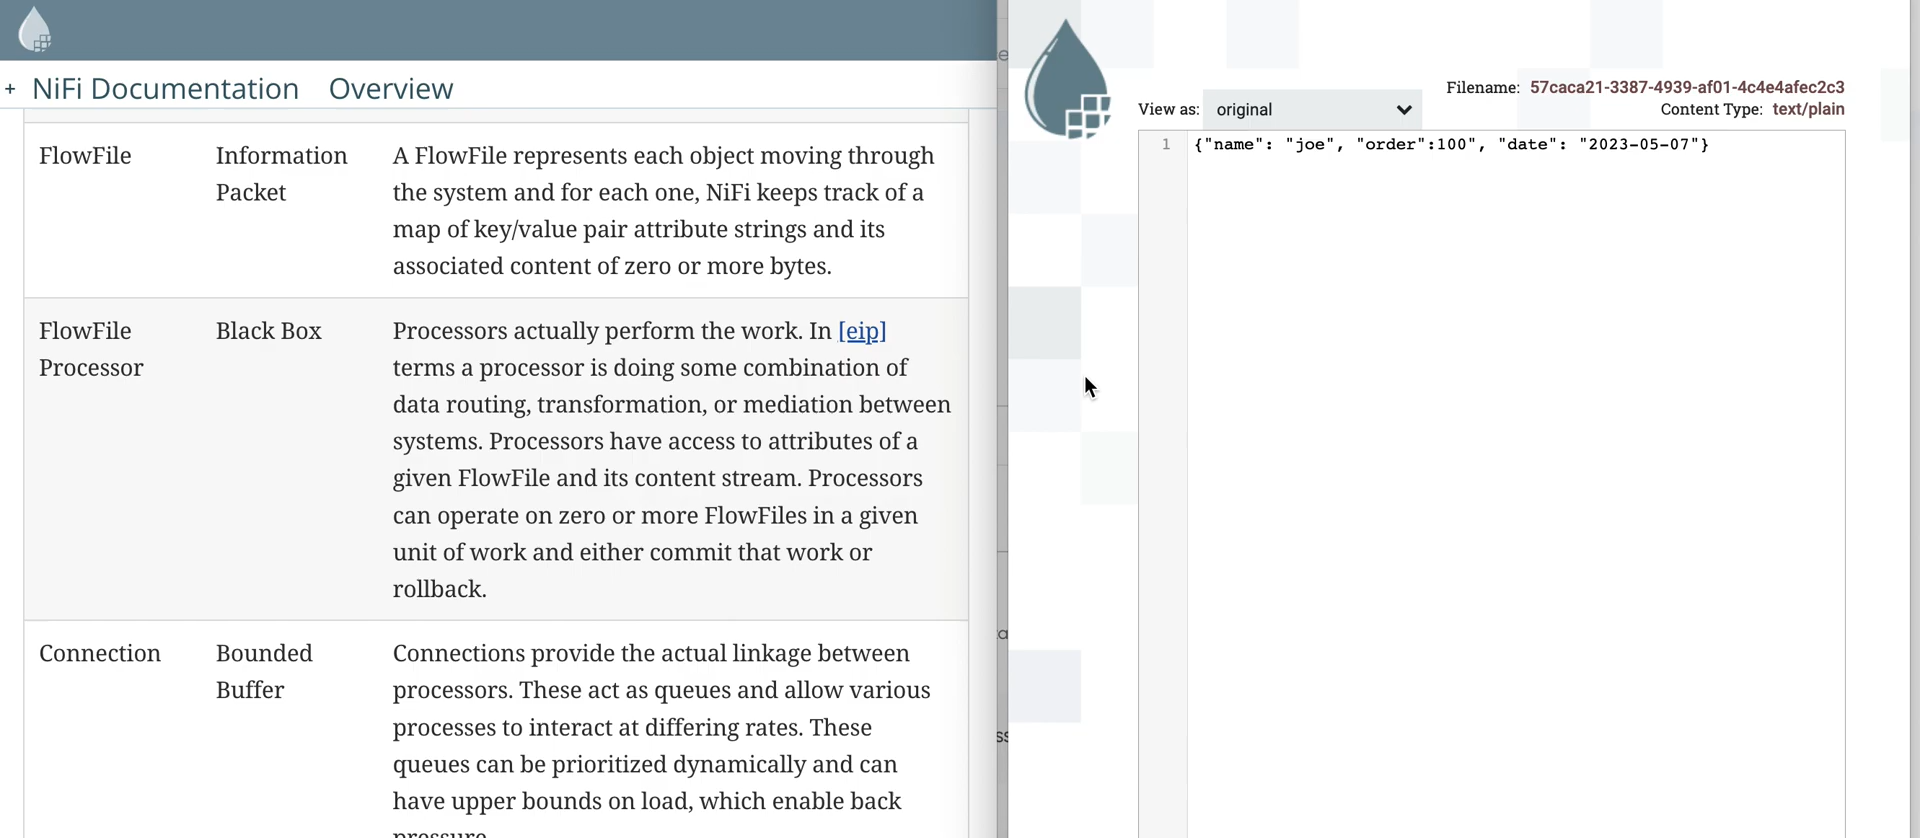 + NiFi Documentation Overview
FlowFile
Information
Packet
A FlowFile represents each object moving through
the system and for each one, NiFi keeps track of a
map of key/value pair attribute strings and its
associated content of zero or more bytes.
FlowFile
Processor
Black Box
Processors actually perform the work. In [eip]
terms a processor is doing some combination of
data routing, transformation, or mediation between
systems. Processors have access to attributes of a
given FlowFile and its content stream. Processors
can operate on zero or more FlowFiles in a given
unit of work and either commit that work or
rollback.
Connection
Bounded
Buffer
Connections provide the actual linkage between
processors. These act as queues and allow various
processes to interact at differing rates. These
queues can be prioritized dynamically and can
have upper bounds on load, which enable back
pressure.
Filename: 57caca21-3387-4939-af01-4c4e4afec2c3
View as: original
Content Type: text/plain
1 {"name": "joe", "order":100", "date": "2023-05-07"}